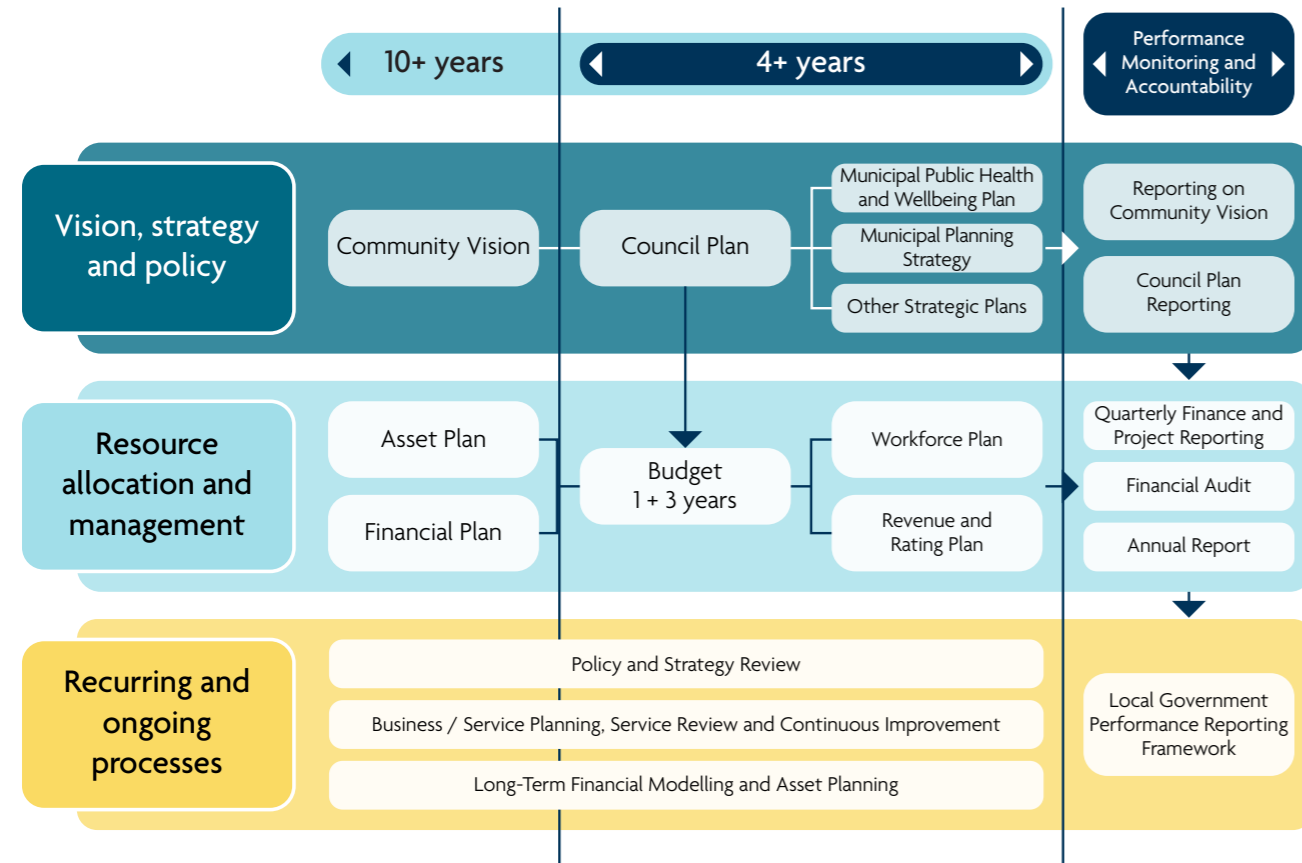 10+ years
4+ years
Performance
Monitoring and
Accountability
Vision, strategy
and policy
Community Vision
Council Plan
Municipal Public Health
and Wellbeing Plan
Municipal Planning
Strategy
Other Strategic Plans
Reporting on
Community Vision
Council Plan
Reporting
Resource
allocation and
management
Asset Plan
Financial Plan
Budget
1 + 3 years
Workforce Plan
Revenue and
Rating Plan
Quarterly Finance and
Project Reporting
Financial Audit
Annual Report
Recurring and
ongoing
processes
Policy and Strategy Review
Business / Service Planning, Service Review and Continuous Improvement
Long-Term Financial Modelling and Asset Planning
Local Government
Performance Reporting
Framework